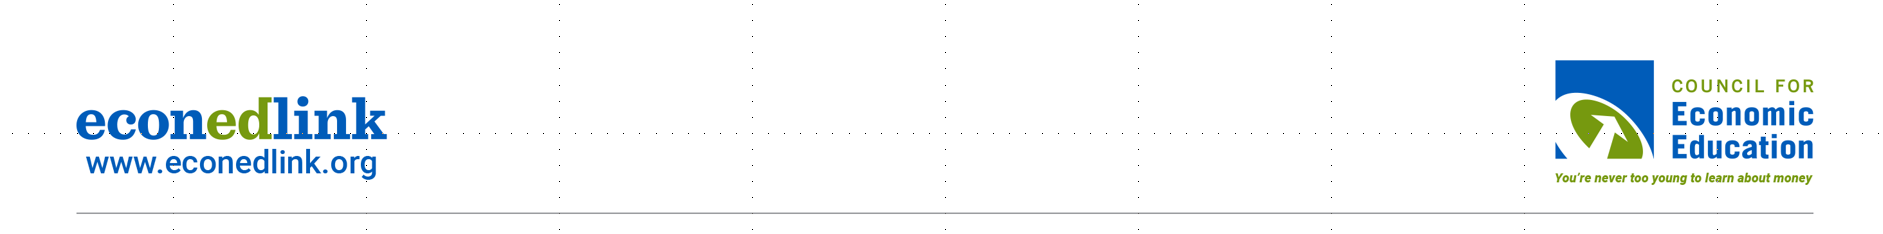 econedlink
www.econedlink.org
COUNCIL FOR
Economic
Education
You're never too young to learn about money